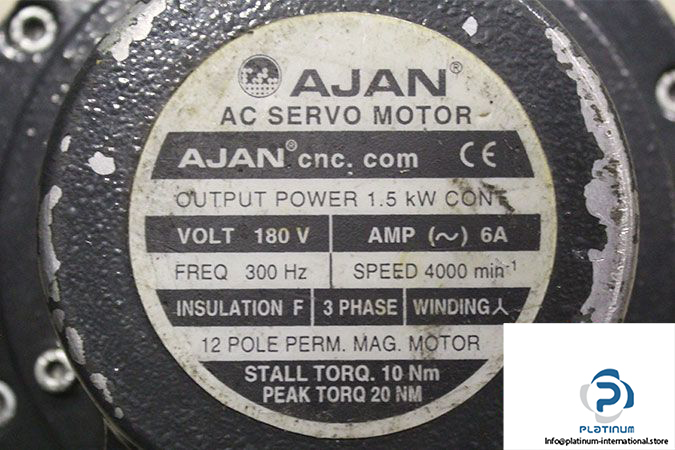 AJAN®
AC SERVO MOTOR
AJAN® cnc. com CE
OUTPUT POWER 1.5 kW CONT
VOLT 180 V AMP (~) 6A
FREQ 300 Hz SPEED 4000 min⁻¹
INSULATION F 3 PHASE WINDING
12 POLE PERM. MAG. MOTOR
STALL TORQ. 10 Nm
PEAK TORQ 20 NM
PLATINUM
Info@platinum-international.store